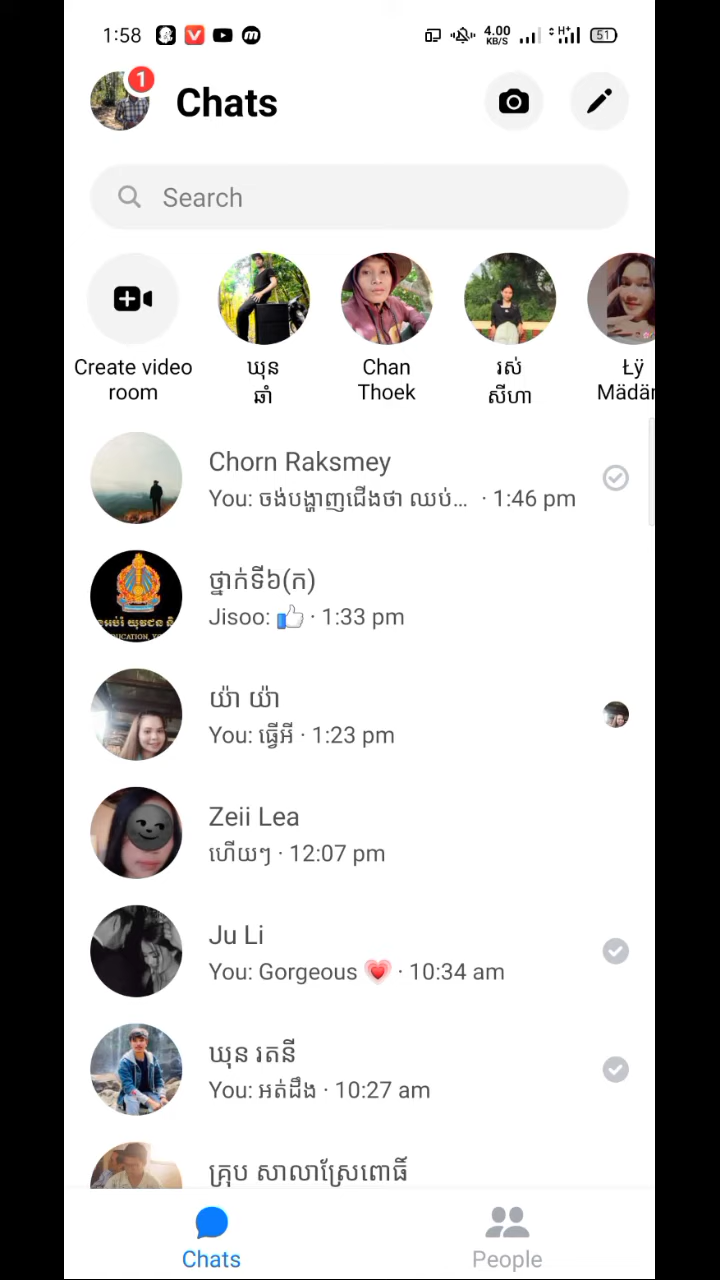 1:58
4.00
KB/S
H+
51
1
Chats
Search
Create video
room
ឃុន
ឆាំ
Chan
Thoek
រស់
សីហា
Łÿ
Mädär
Chorn Raksmey
You: ចង់បង្ហាញជើងថា ឈប់... · 1:46 pm
ថ្នាក់ទី៦(ក)
Jisoo: 👍 · 1:33 pm
យ៉ា យ៉ា
You: ធ្វើអី · 1:23 pm
Zeii Lea
ហើយៗ · 12:07 pm
Ju Li
You: Gorgeous 💗 · 10:34 am
ឃុន រតនី
You: អត់ដឹង · 10:27 am
គ្រុប សាលាស្រែពោធិ៍
Chats
People